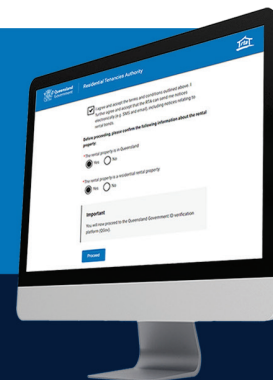 Queensland
Government
Residential Tenancies Authority
rta
I agree and accept the terms and conditions outlined above. I
further agree and accept that the RTA can send me notices
electronically (e.g. SMS and email), including notices relating to
rental bonds.
Before proceeding please confirm the following information about the rental
property.
*The rental property is in Queensland
Yes No
*The rental property is a residential rental property
Yes No
Important
You will now proceed to the Queensland Government ID verification
platform (QGov).
Proceed